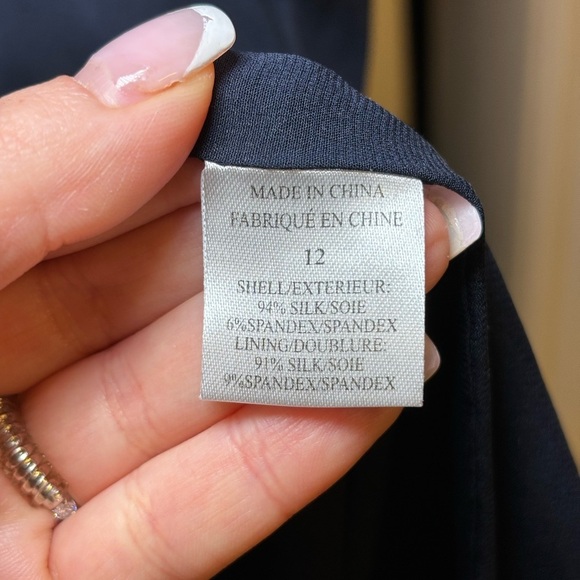 MADE IN CHINA
FABRIQUÉ EN CHINE
12
SHELL/EXTERIEUR:
94% SILK/SOIE
6%SPANDEX/SPANDEX
LINING/DOUBLURE:
91% SILK/SOIE
9%SPANDEX/SPANDEX